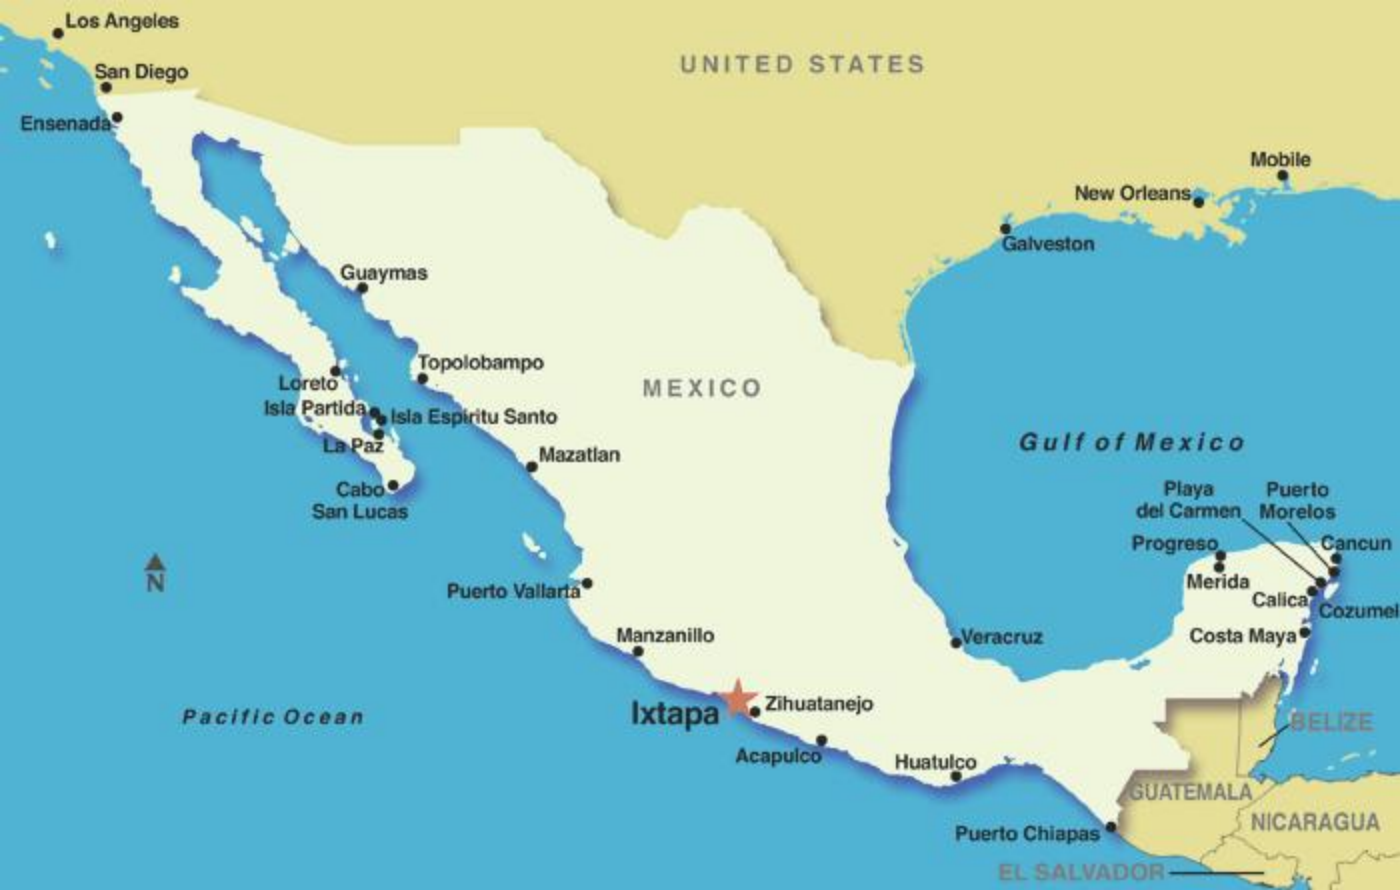 Los Angeles
UNITED STATES
San Diego
Ensenada
Mobile
New Orleans
Galveston
Guaymas
Topolobampo
MEXICO
Loreto
Isla Partida
Isla Espiritu Santo
La Paz
Gulf of Mexico
Mazatlan
Cabo
San Lucas
Playa
del Carmen
Puerto
Morelos
Progreso
Cancun
N
Merida
Puerto Vallarta
Calica
Cozumel
Manzanillo
Veracruz
Costa Maya
Ixtapa
Zihuatanejo
Pacific Ocean
BELIZE
Acapulco
Huatulco
GUATEMALA
NICARAGUA
Puerto Chiapas
EL SALVADOR